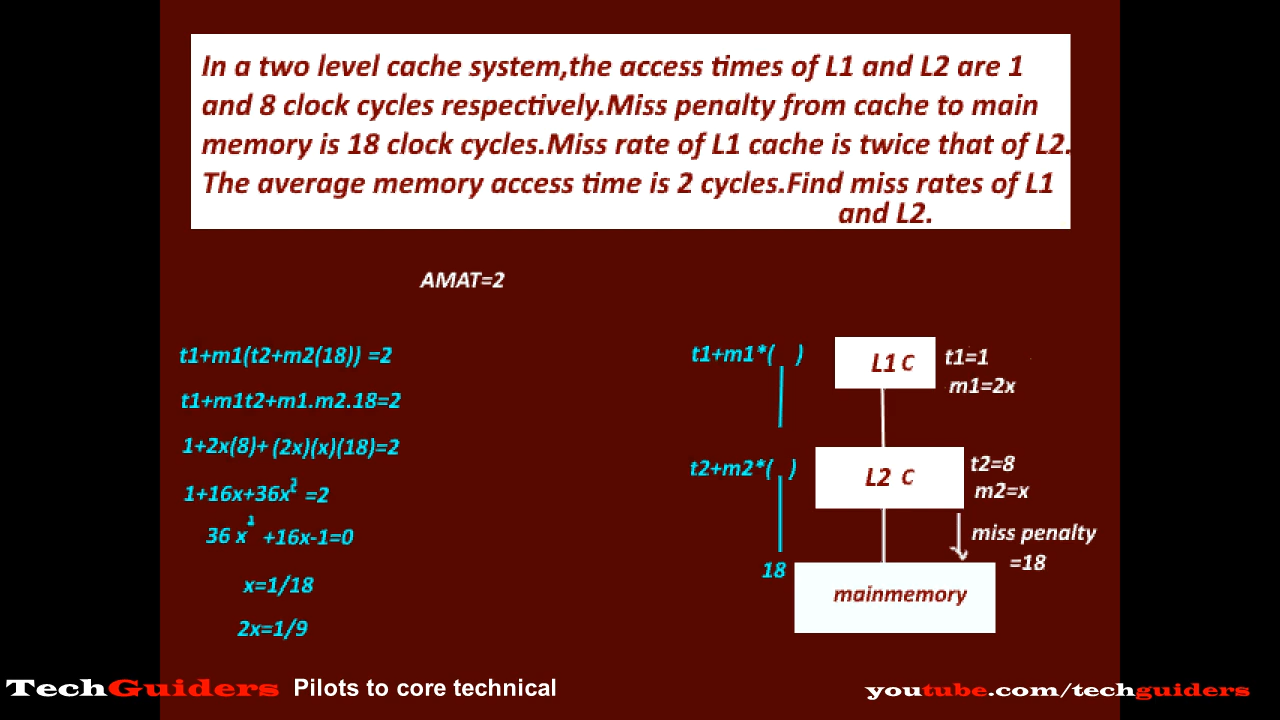 In a two level cache system,the access times of L1 and L2 are 1
and 8 clock cycles respectively.Miss penalty from cache to main
memory is 18 clock cycles.Miss rate of L1 cache is twice that of L2.
The average memory access time is 2 cycles.Find miss rates of L1
and L2.
AMAT=2
t1+m1(t2+m2(18)) =2
t1+m1t2+m1.m2.18=2
1+2x(8)+(2x)(x)(18)=2
1+16x+36x² =2
36 x² +16x-1=0
x=1/18
2x=1/9
t1+m1*( )
L1 C
t1=1
m1=2x
t2+m2*( )
L2 C
t2=8
m2=x
miss penalty
=18
18
mainmemory
TechGuiders Pilots to core technical
youtube.com/techguiders